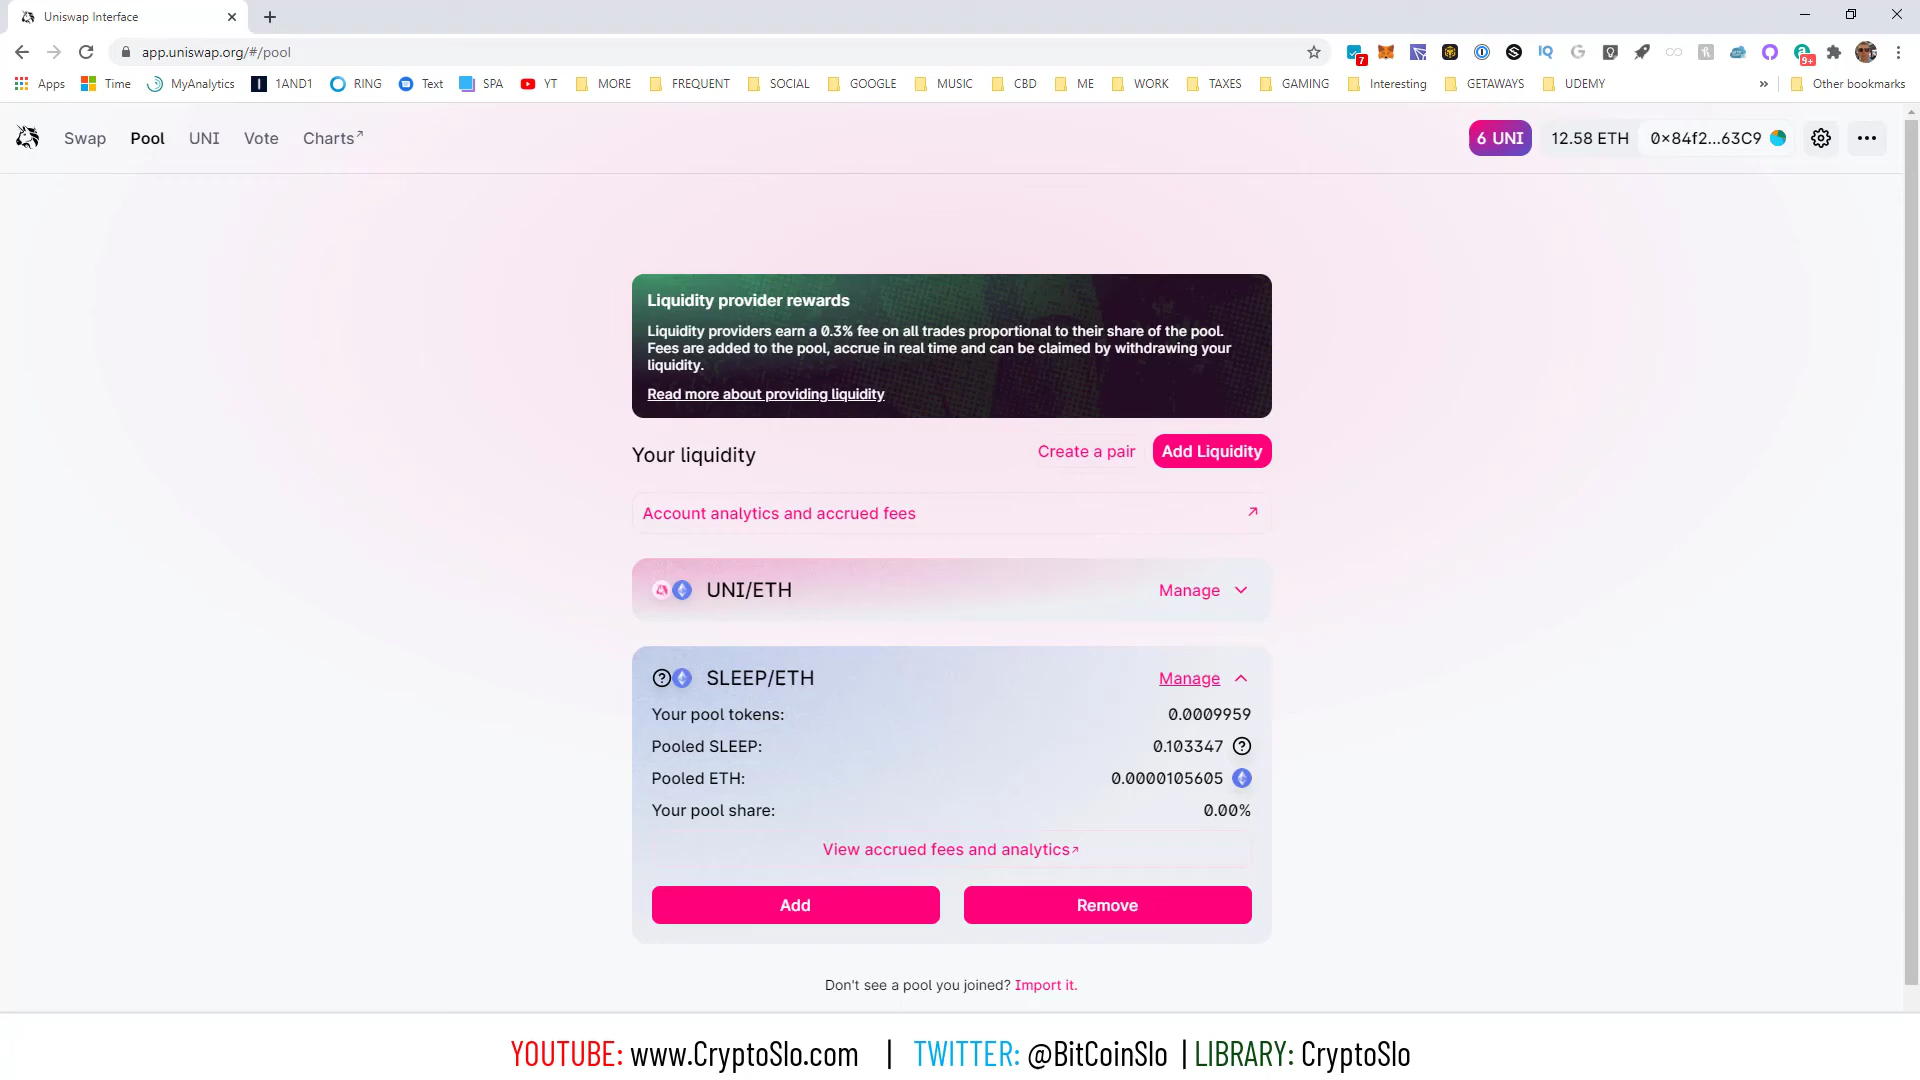 Uniswap Interface
app.uniswap.org/#/pool
7
IQ
9+
Apps
Time
MyAnalytics
1AND1
RING
Text
SPA
YT
MORE
FREQUENT
SOCIAL
GOOGLE
MUSIC
CBD
ME
WORK
TAXES
GAMING
Interesting
GETAWAYS
UDEMY
»
Other bookmarks
Swap
Pool
UNI
Vote
Charts↗
6 UNI
12.58 ETH
0×84f2...63C9
Liquidity provider rewards
Liquidity providers earn a 0.3% fee on all trades proportional to their share of the pool.
Fees are added to the pool, accrue in real time and can be claimed by withdrawing your
liquidity.
Read more about providing liquidity
Your liquidity
Create a pair
Add Liquidity
Account analytics and accrued fees ↗
UNI/ETH
Manage
SLEEP/ETH
Manage
Your pool tokens: 0.0009959
Pooled SLEEP: 0.103347
Pooled ETH: 0.0000105605
Your pool share: 0.00%
View accrued fees and analytics↗
Add
Remove
Don't see a pool you joined? Import it.
YOUTUBE: www.CryptoSlo.com | TWITTER: @BitCoinSlo | LIBRARY: CryptoSlo